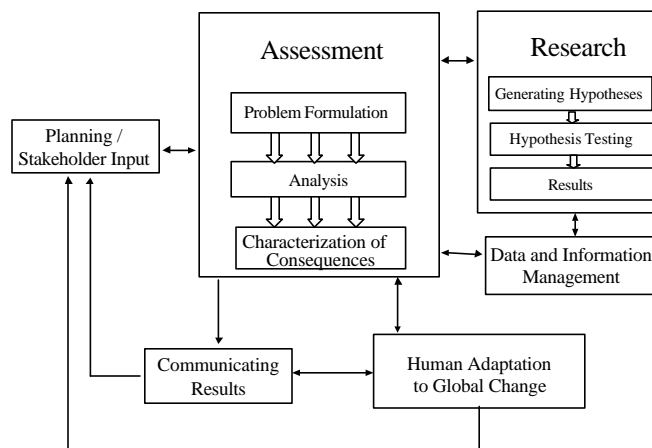 Assessment
Problem Formulation
Analysis
Characterization of
Consequences
Research
Generating Hypotheses
Hypothesis Testing
Results
Planning /
Stakeholder Input
Data and Information
Management
Communicating
Results
Human Adaptation
to Global Change